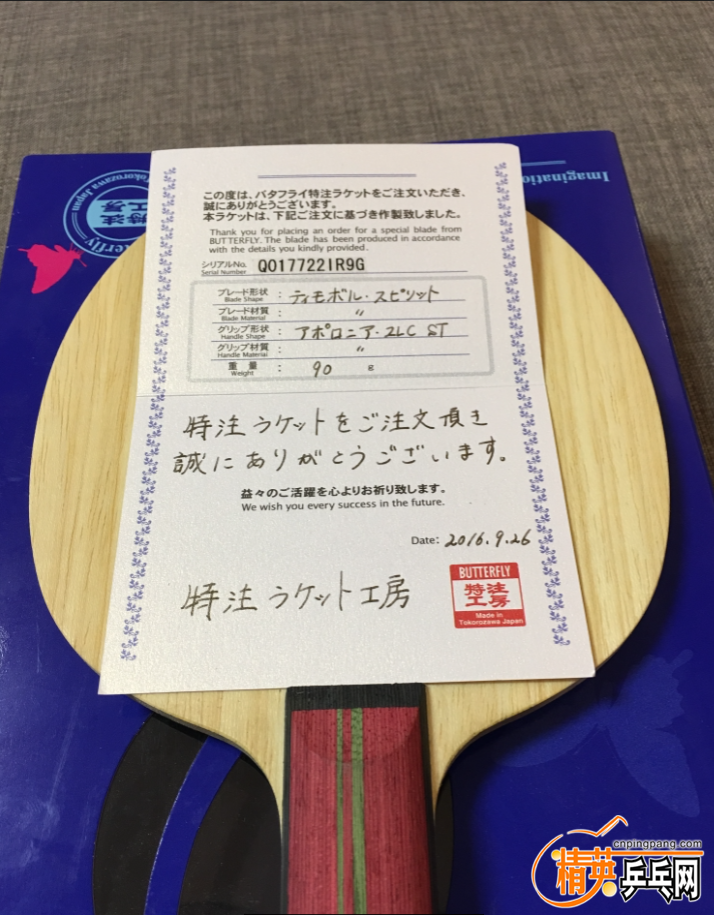 Imaginatio
Tokorozawa Japan
特注
工房
この度は、バタフライ特注ラケットをご注文いただき、
誠にありがとうございます。
本ラケットは、下記ご注文に基づき作製致しました。
Thank you for placing an order for a special blade from
BUTTERFLY. The blade has been produced in accordance
with the details you kindly provided.
シリアルNo. Q017722IR9G
Serial Number
ブレード形状 : ティモボル・スピリット
Blade Shape
ブレード材質 : 〃
Blade Material
グリップ形状 : アポロニア・ZLC ST
Handle Shape
グリップ材質 : 〃
Handle Material
重量 : 90 g
Weight
特注ラケットをご注文頂き
誠にありがとうございます。
益々のご活躍を心よりお祈り致します。
We wish you every success in the future.
Date: 2016.9.26
特注ラケット工房
BUTTERFLY
特注
工房
Made in
Tokorozawa Japan
cnpingpang.com
精英乒乓网